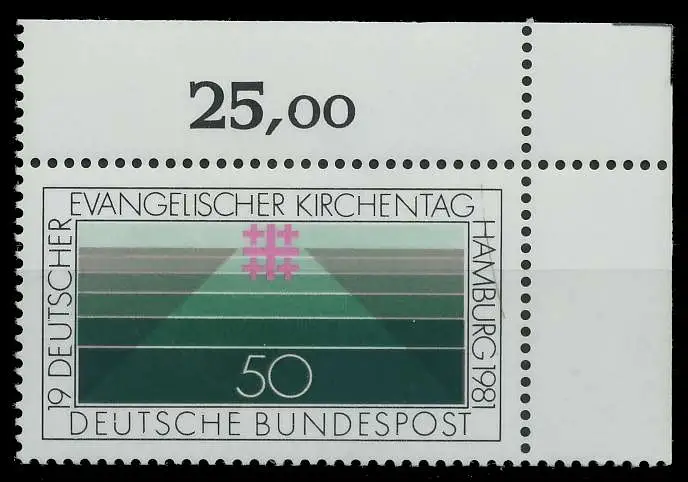 25,00
19 DEUTSCHER
EVANGELISCHER KIRCHENTAG
HAMBURG 1981
50
DEUTSCHE BUNDESPOST